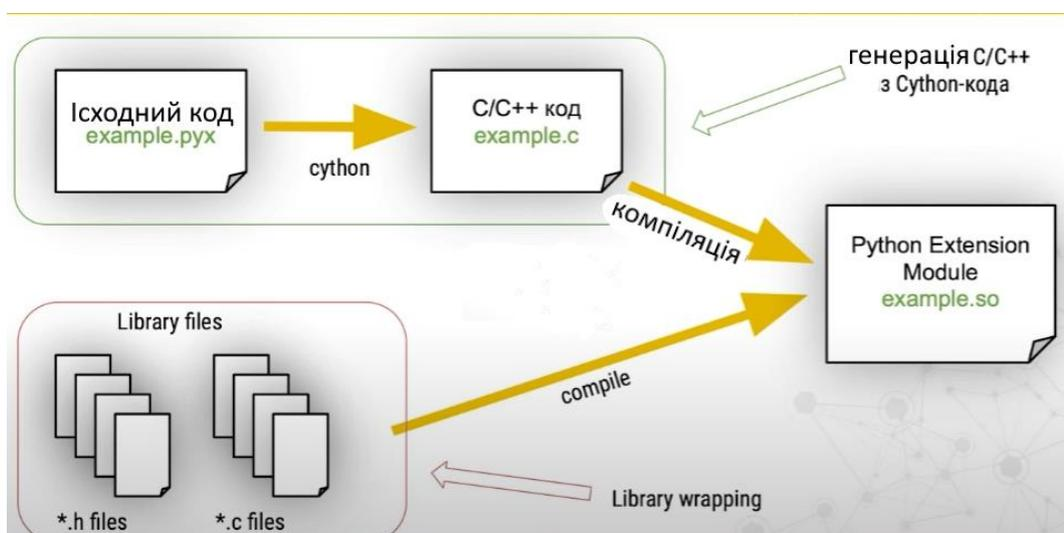 Ісходний код
example.pyx
cython
C/C++ код
example.c
генерація C/C++
з Cython-кода
компіляція
Python Extension
Module
example.so
Library files
*.h files
*.c files
compile
Library wrapping